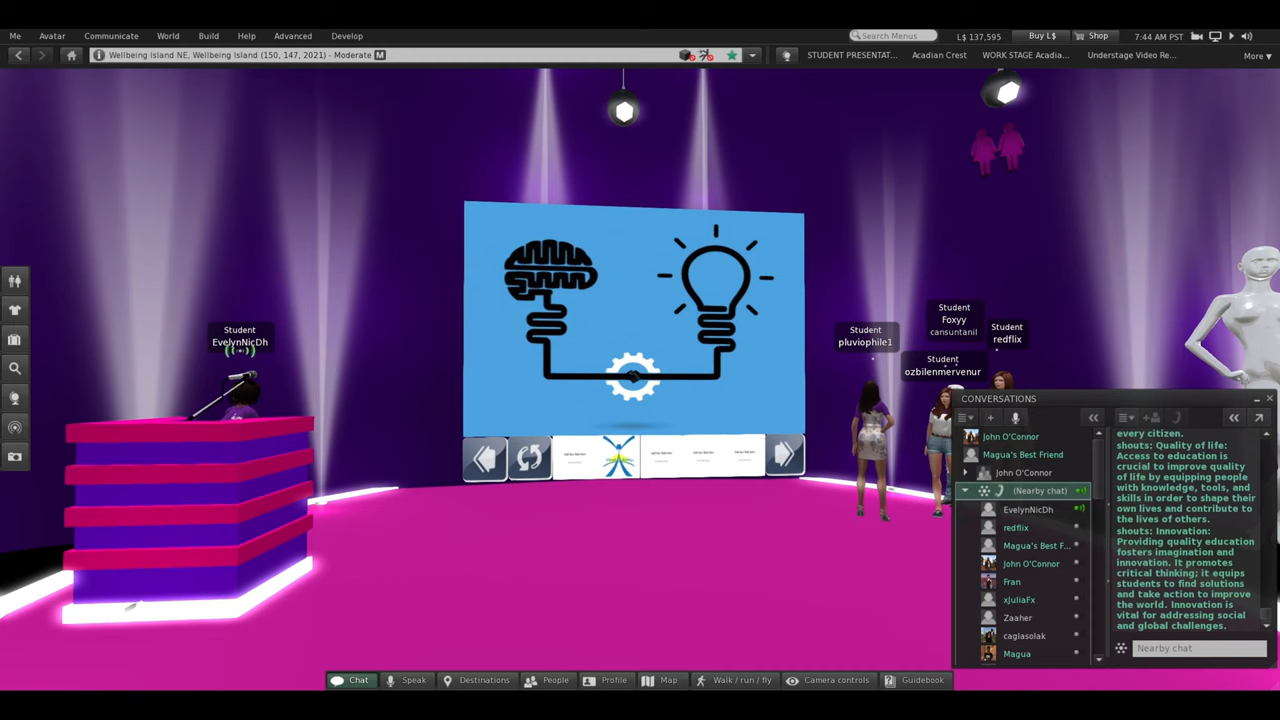 Me Avatar Communicate World Build Help Advanced Develop
Search Menus L$ 137,595 Buy L$ Shop 7:44 AM PST
Wellbeing Island NE, Wellbeing Island (150, 147, 2021) - Moderate M
STUDENT PRESENTAT... Acadian Crest WORK STAGE Acadia... Understage Video Re... More
Student
EvelynNicDh
Student
pluviophile1
Student
Foxyy
cansuntanil
Student
redflix
Student
ozbilenmervenur
CONVERSATIONS
John O'Connor
Magua's Best Friend
John O'Connor
(Nearby chat)
EvelynNicDh
redflix
Magua's Best F...
John O'Connor
Fran
xJuliaFx
Zaaher
caglasolak
Magua
every citizen.
shouts: Quality of life:
Access to education is
crucial to improve quality
of life by equipping people
with knowledge, tools, and
skills in order to shape their
own lives and contribute to
the lives of others.
shouts: Innovation:
Providing quality education
fosters imagination and
innovation. It promotes
critical thinking; it equips
students to find solutions
and take action to improve
the world. Innovation is
vital for addressing social
and global challenges.
Nearby chat
Chat Speak Destinations People Profile Map Walk / run / fly Camera controls Guidebook